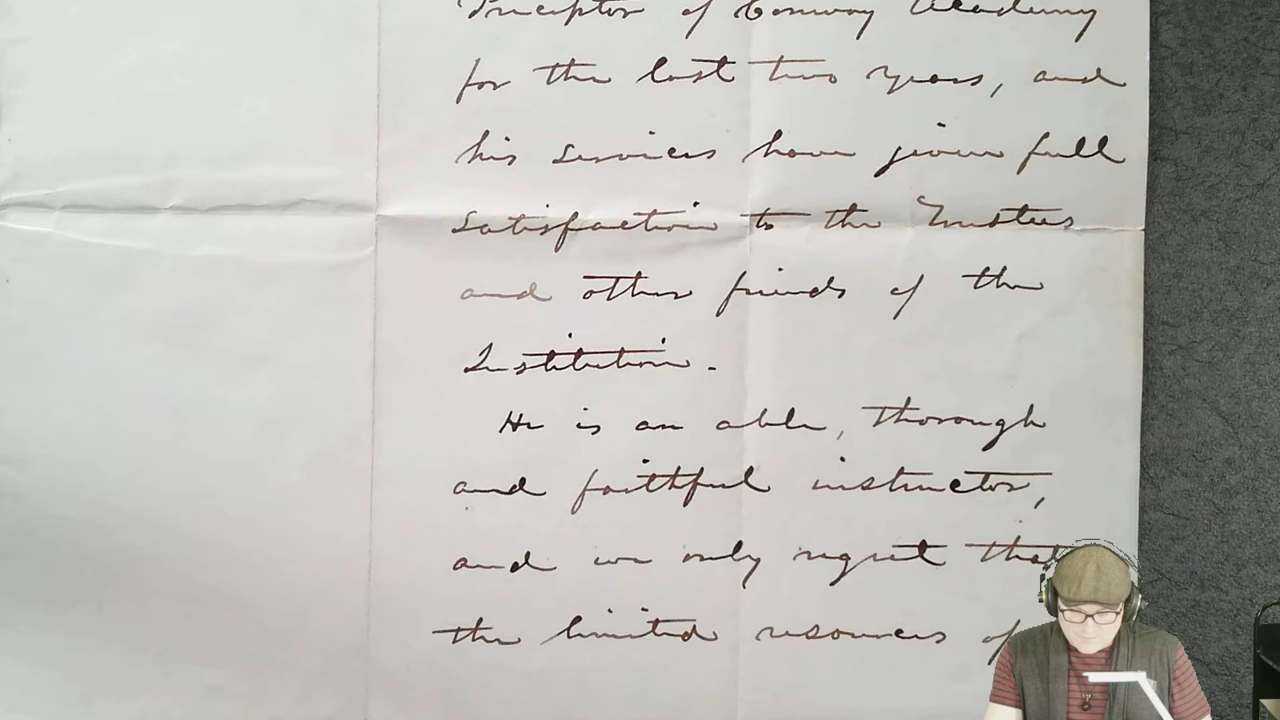 Preceptor of Conway Academy
for the last two years, and
his services have given full
satisfaction to the Trustees
and other friends of the
Institution.
He is an able, thorough
and faithful instructor,
and we only regret that
the limited resources of